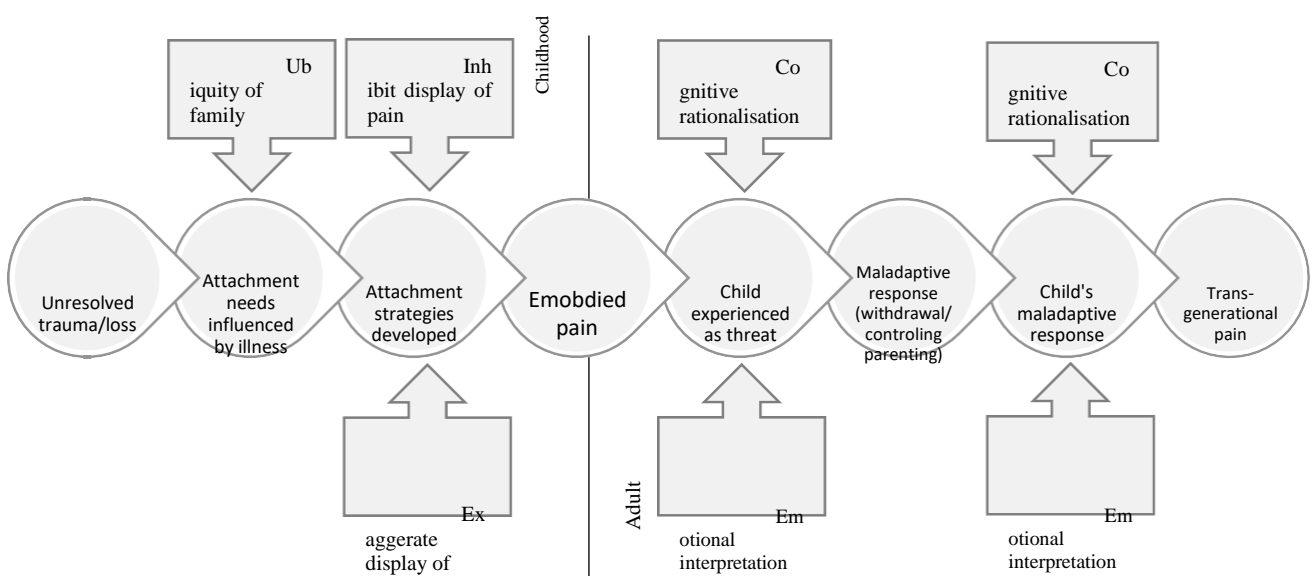 Ub
iquity of
family
Inh
ibit display of
pain
Childhood
Co
gnitive
rationalisation
Co
gnitive
rationalisation
Unresolved
trauma/loss
Attachment
needs
influenced
by illness
Attachment
strategies
developed
Emobdied
pain
Child
experienced
as threat
Maladaptive
response
(withdrawal/
controling
parenting)
Child's
maladaptive
response
Trans-
generational
pain
Ex
aggerate
display of
Adult
Em
otional
interpretation
Em
otional
interpretation